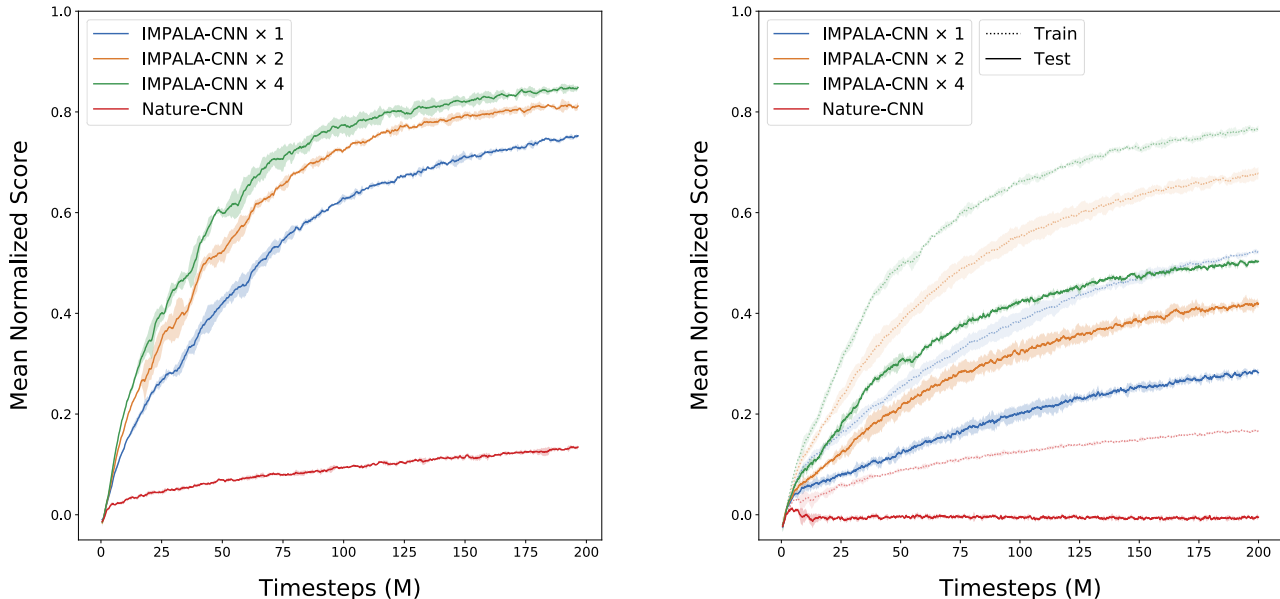 Mean Normalized Score
1.0
0.8
0.6
0.4
0.2
0.0
IMPALA-CNN × 1
IMPALA-CNN × 2
IMPALA-CNN × 4
Nature-CNN
0 25 50 75 100 125 150 175 200
Timesteps (M)
Mean Normalized Score
1.0
0.8
0.6
0.4
0.2
0.0
IMPALA-CNN × 1
IMPALA-CNN × 2
IMPALA-CNN × 4
Nature-CNN
Train
Test
0 25 50 75 100 125 150 175 200
Timesteps (M)